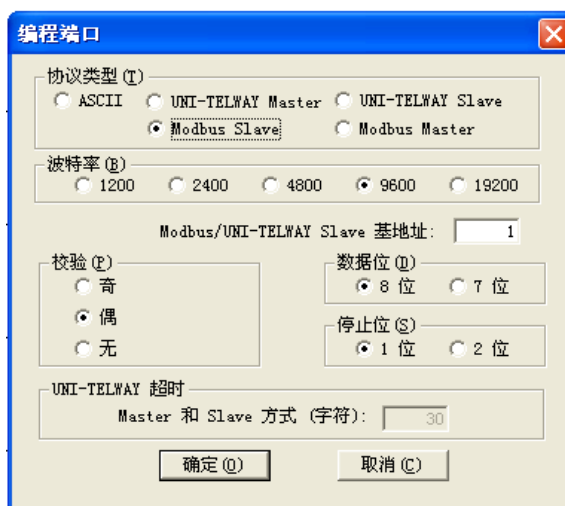 编程端口
协议类型(T)
ASCII UNI-TELWAY Master UNI-TELWAY Slave
Modbus Slave Modbus Master
波特率(B)
1200 2400 4800 9600 19200
Modbus/UNI-TELWAY Slave 基地址: 1
校验(P)
奇
偶
无
数据位(D)
8 位 7 位
停止位(S)
1 位 2 位
UNI-TELWAY 超时
Master 和 Slave 方式 (字符): 30
确定(O) 取消(C)